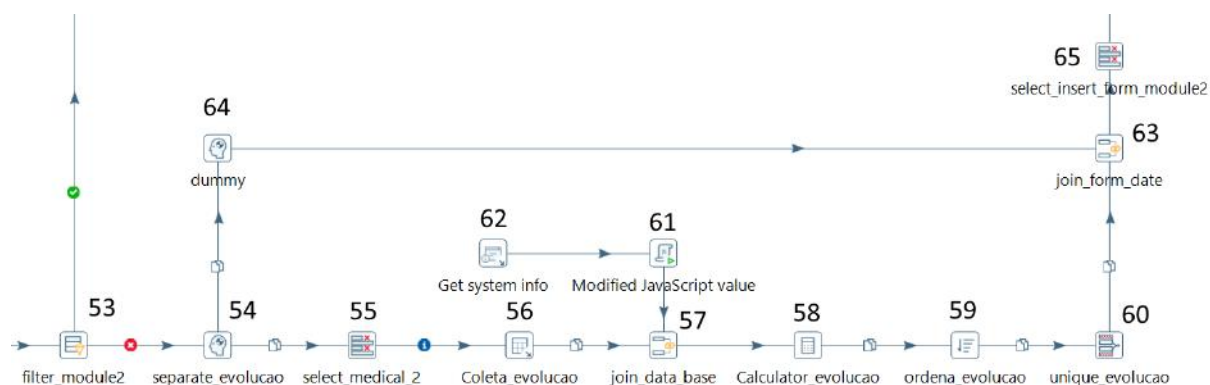 65
select_insert_form_module2
64
63
dummy
join_form_date
62
61
Get system info
Modified JavaScript value
53
54
55
56
57
58
59
60
filter_module2
separate_evolucao
select_medical_2
Coleta_evolucao
join_data_base
Calculator_evolucao
ordena_evolucao
unique_evolucao